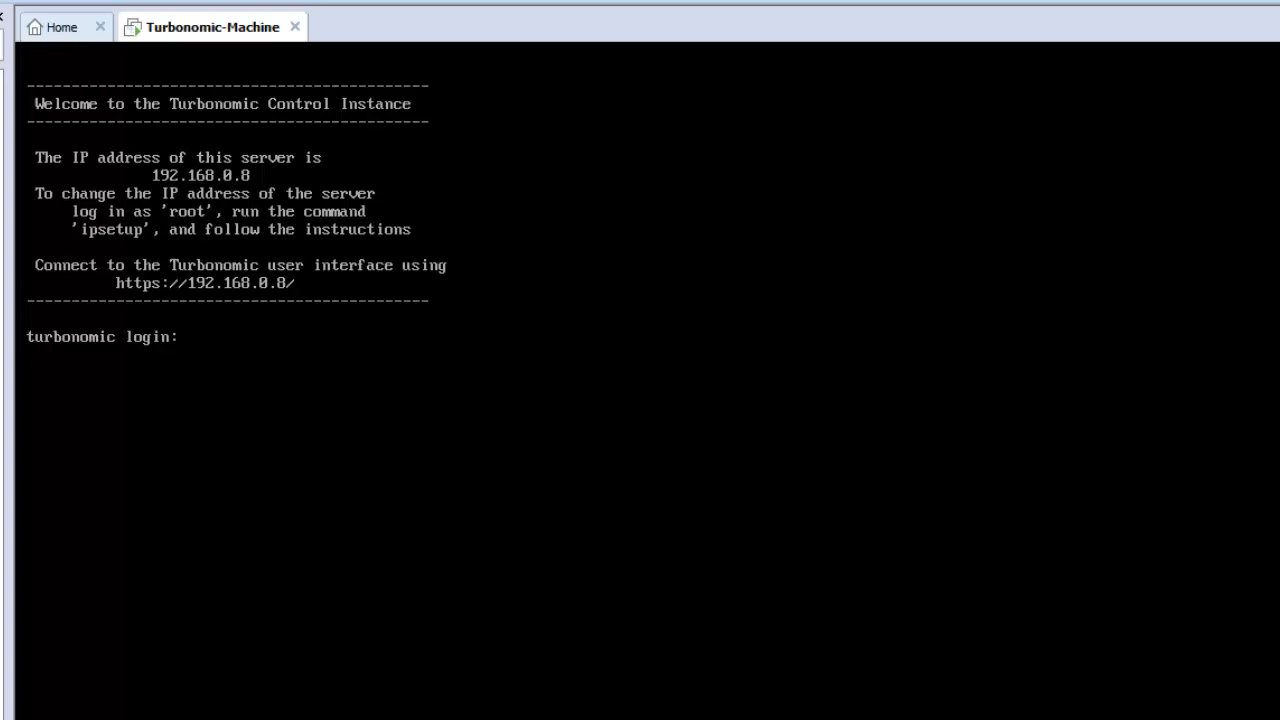 Home
Turbonomic-Machine
---------------------------------------------
Welcome to the Turbonomic Control Instance
---------------------------------------------
The IP address of this server is
192.168.0.8
To change the IP address of the server
log in as 'root', run the command
'ipsetup', and follow the instructions
Connect to the Turbonomic user interface using
https://192.168.0.8/
---------------------------------------------
turbonomic login: